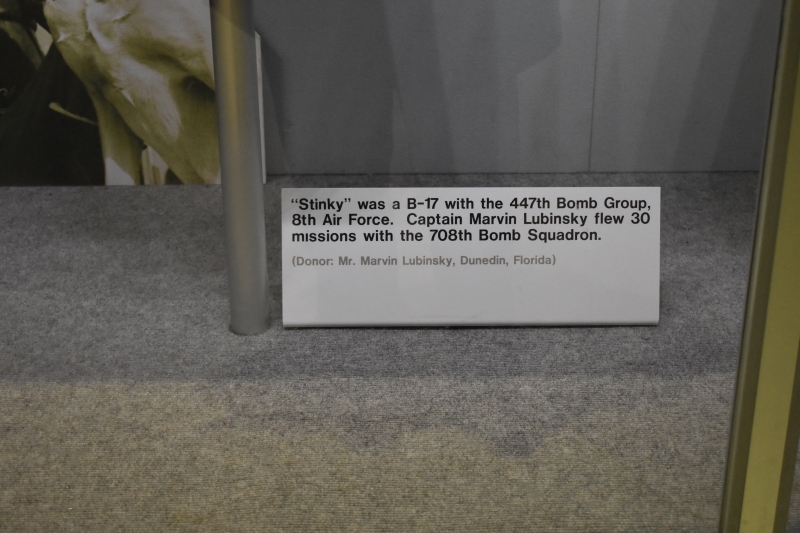 "Stinky" was a B-17 with the 447th Bomb Group,
8th Air Force. Captain Marvin Lubinsky flew 30
missions with the 708th Bomb Squadron.
(Donor: Mr. Marvin Lubinsky, Dunedin, Florida)